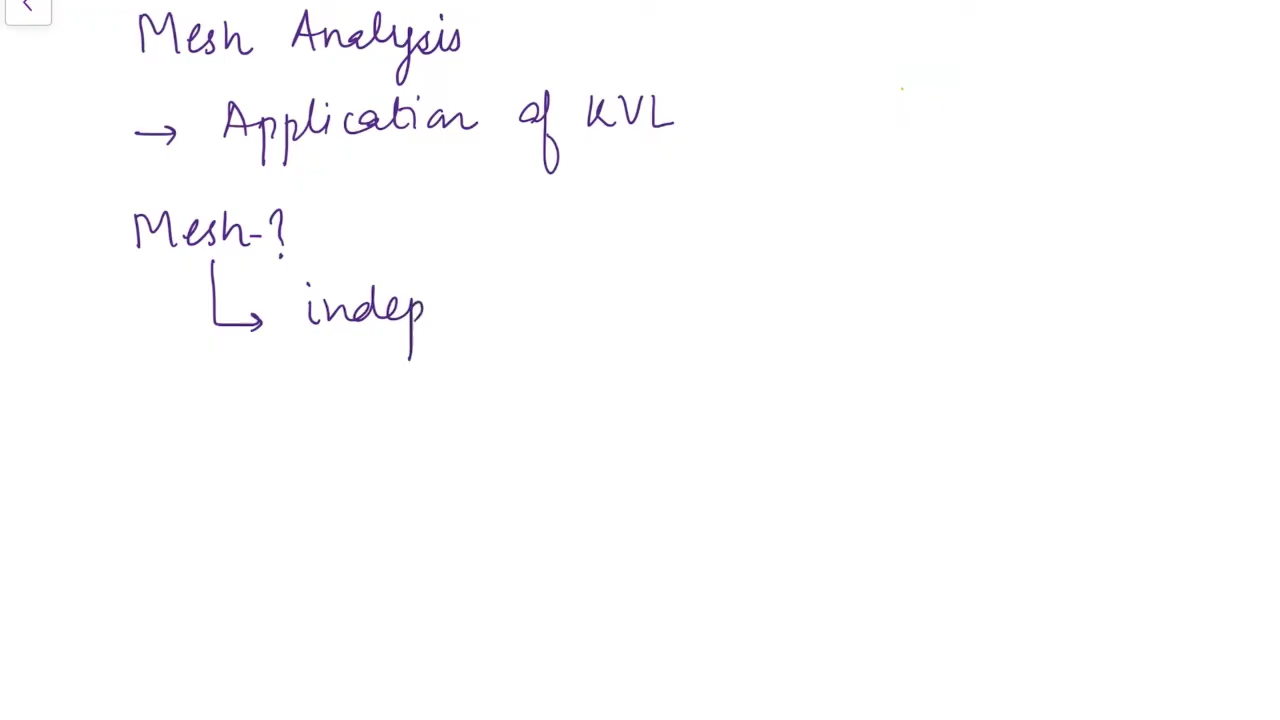 Mesh Analysis
→ Application of KVL
Mesh-?
indep